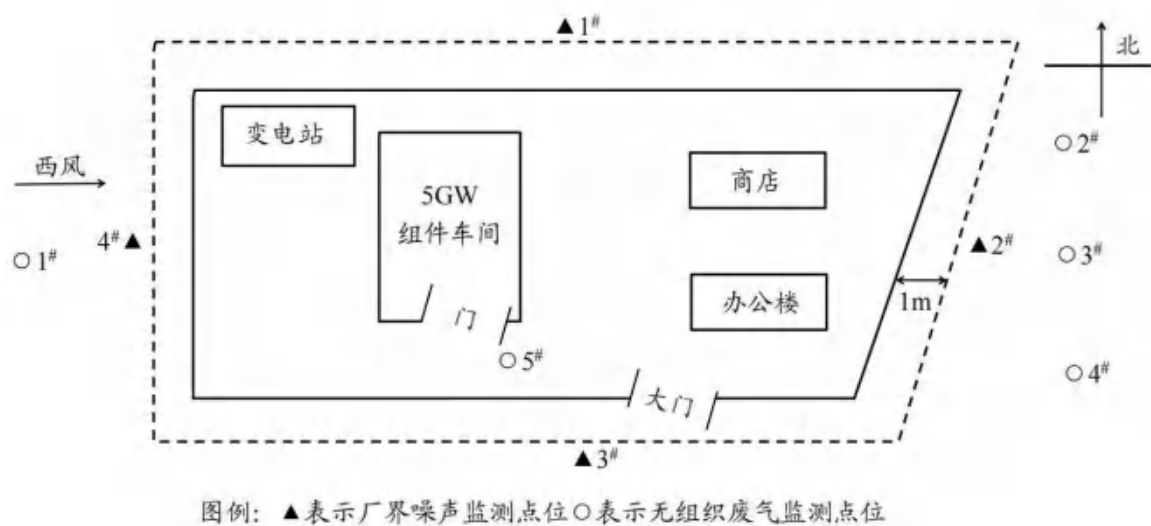 ▲1#
北
变电站
2#
西风
5GW
组件车间
商店
4#▲
▲2#
1#
3#
门
办公楼
1m
5#
4#
大门
▲3#
图例：▲表示厂界噪声监测点位○表示无组织废气监测点位